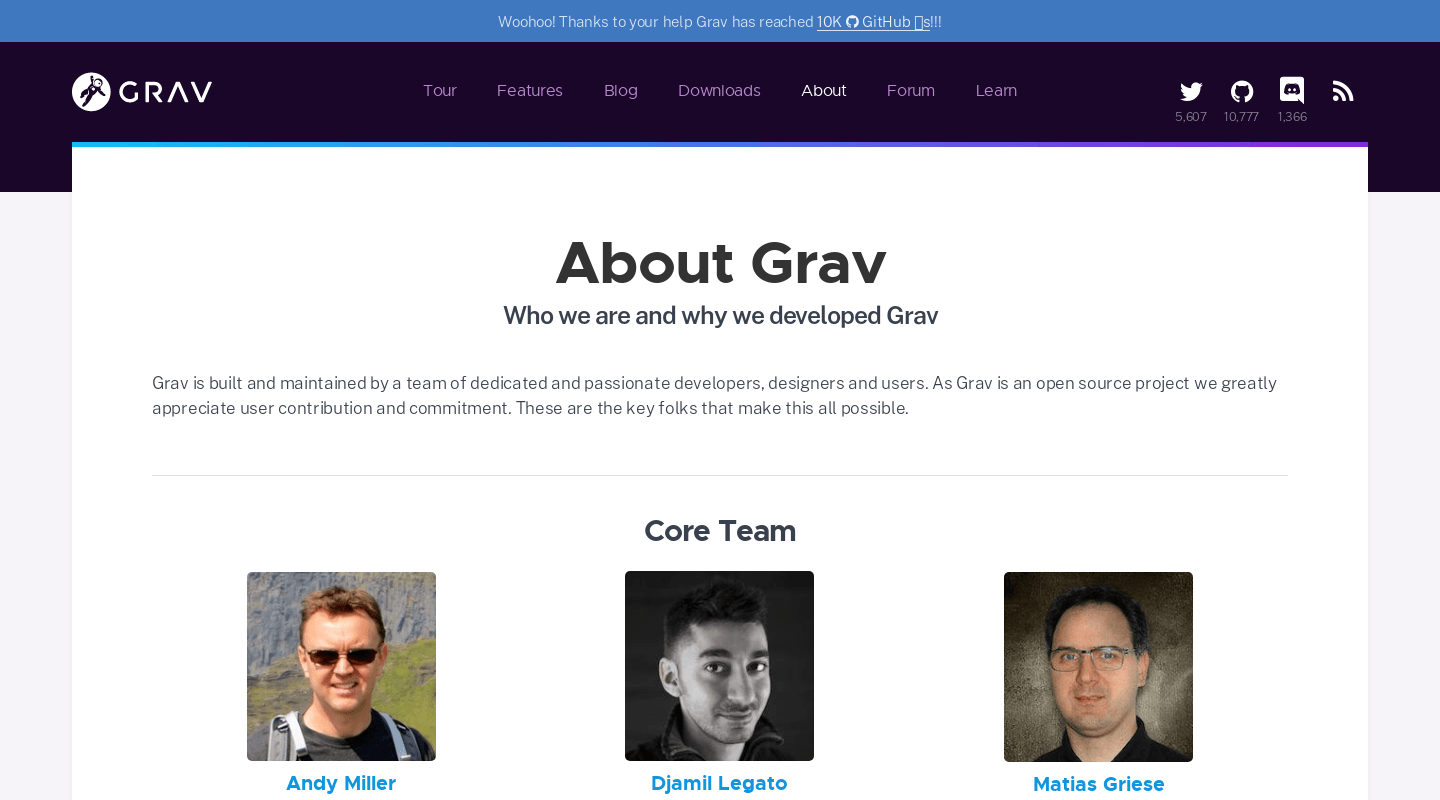 Woohoo! Thanks to your help Grav has reached 10K GitHub s!!!
GRAV
Tour Features Blog Downloads About Forum Learn
5,607 10,777 1,366
About Grav
Who we are and why we developed Grav
Grav is built and maintained by a team of dedicated and passionate developers, designers and users. As Grav is an open source project we greatly
appreciate user contribution and commitment. These are the key folks that make this all possible.
Core Team
Andy Miller Djamil Legato Matias Griese